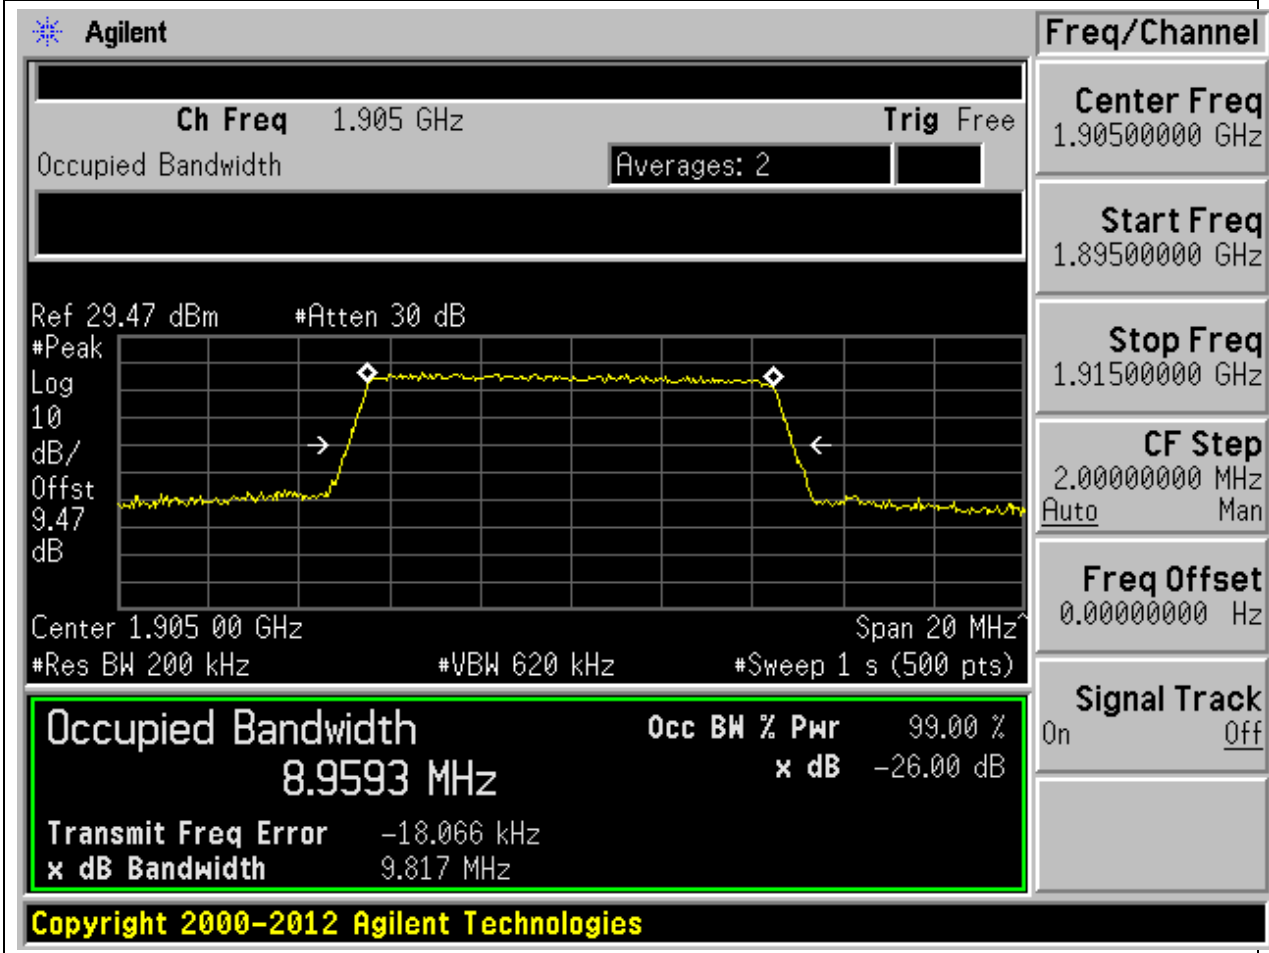 Agilent
Freq/Channel
Ch Freq 1.905 GHz Trig Free
Occupied Bandwidth Averages: 2
Center Freq
1.90500000 GHz
Start Freq
1.89500000 GHz
Stop Freq
1.91500000 GHz
CF Step
2.00000000 MHz
Auto Man
Freq Offset
0.00000000 Hz
Signal Track
On Off
Ref 29.47 dBm #Atten 30 dB
#Peak
Log
10
dB/
Offst
9.47
dB
Center 1.905 00 GHz Span 20 MHz^
#Res BW 200 kHz #VBW 620 kHz #Sweep 1 s (500 pts)
Occupied Bandwidth Occ BW % Pwr 99.00 %
8.9593 MHz x dB -26.00 dB
Transmit Freq Error -18.066 kHz
x dB Bandwidth 9.817 MHz
Copyright 2000-2012 Agilent Technologies